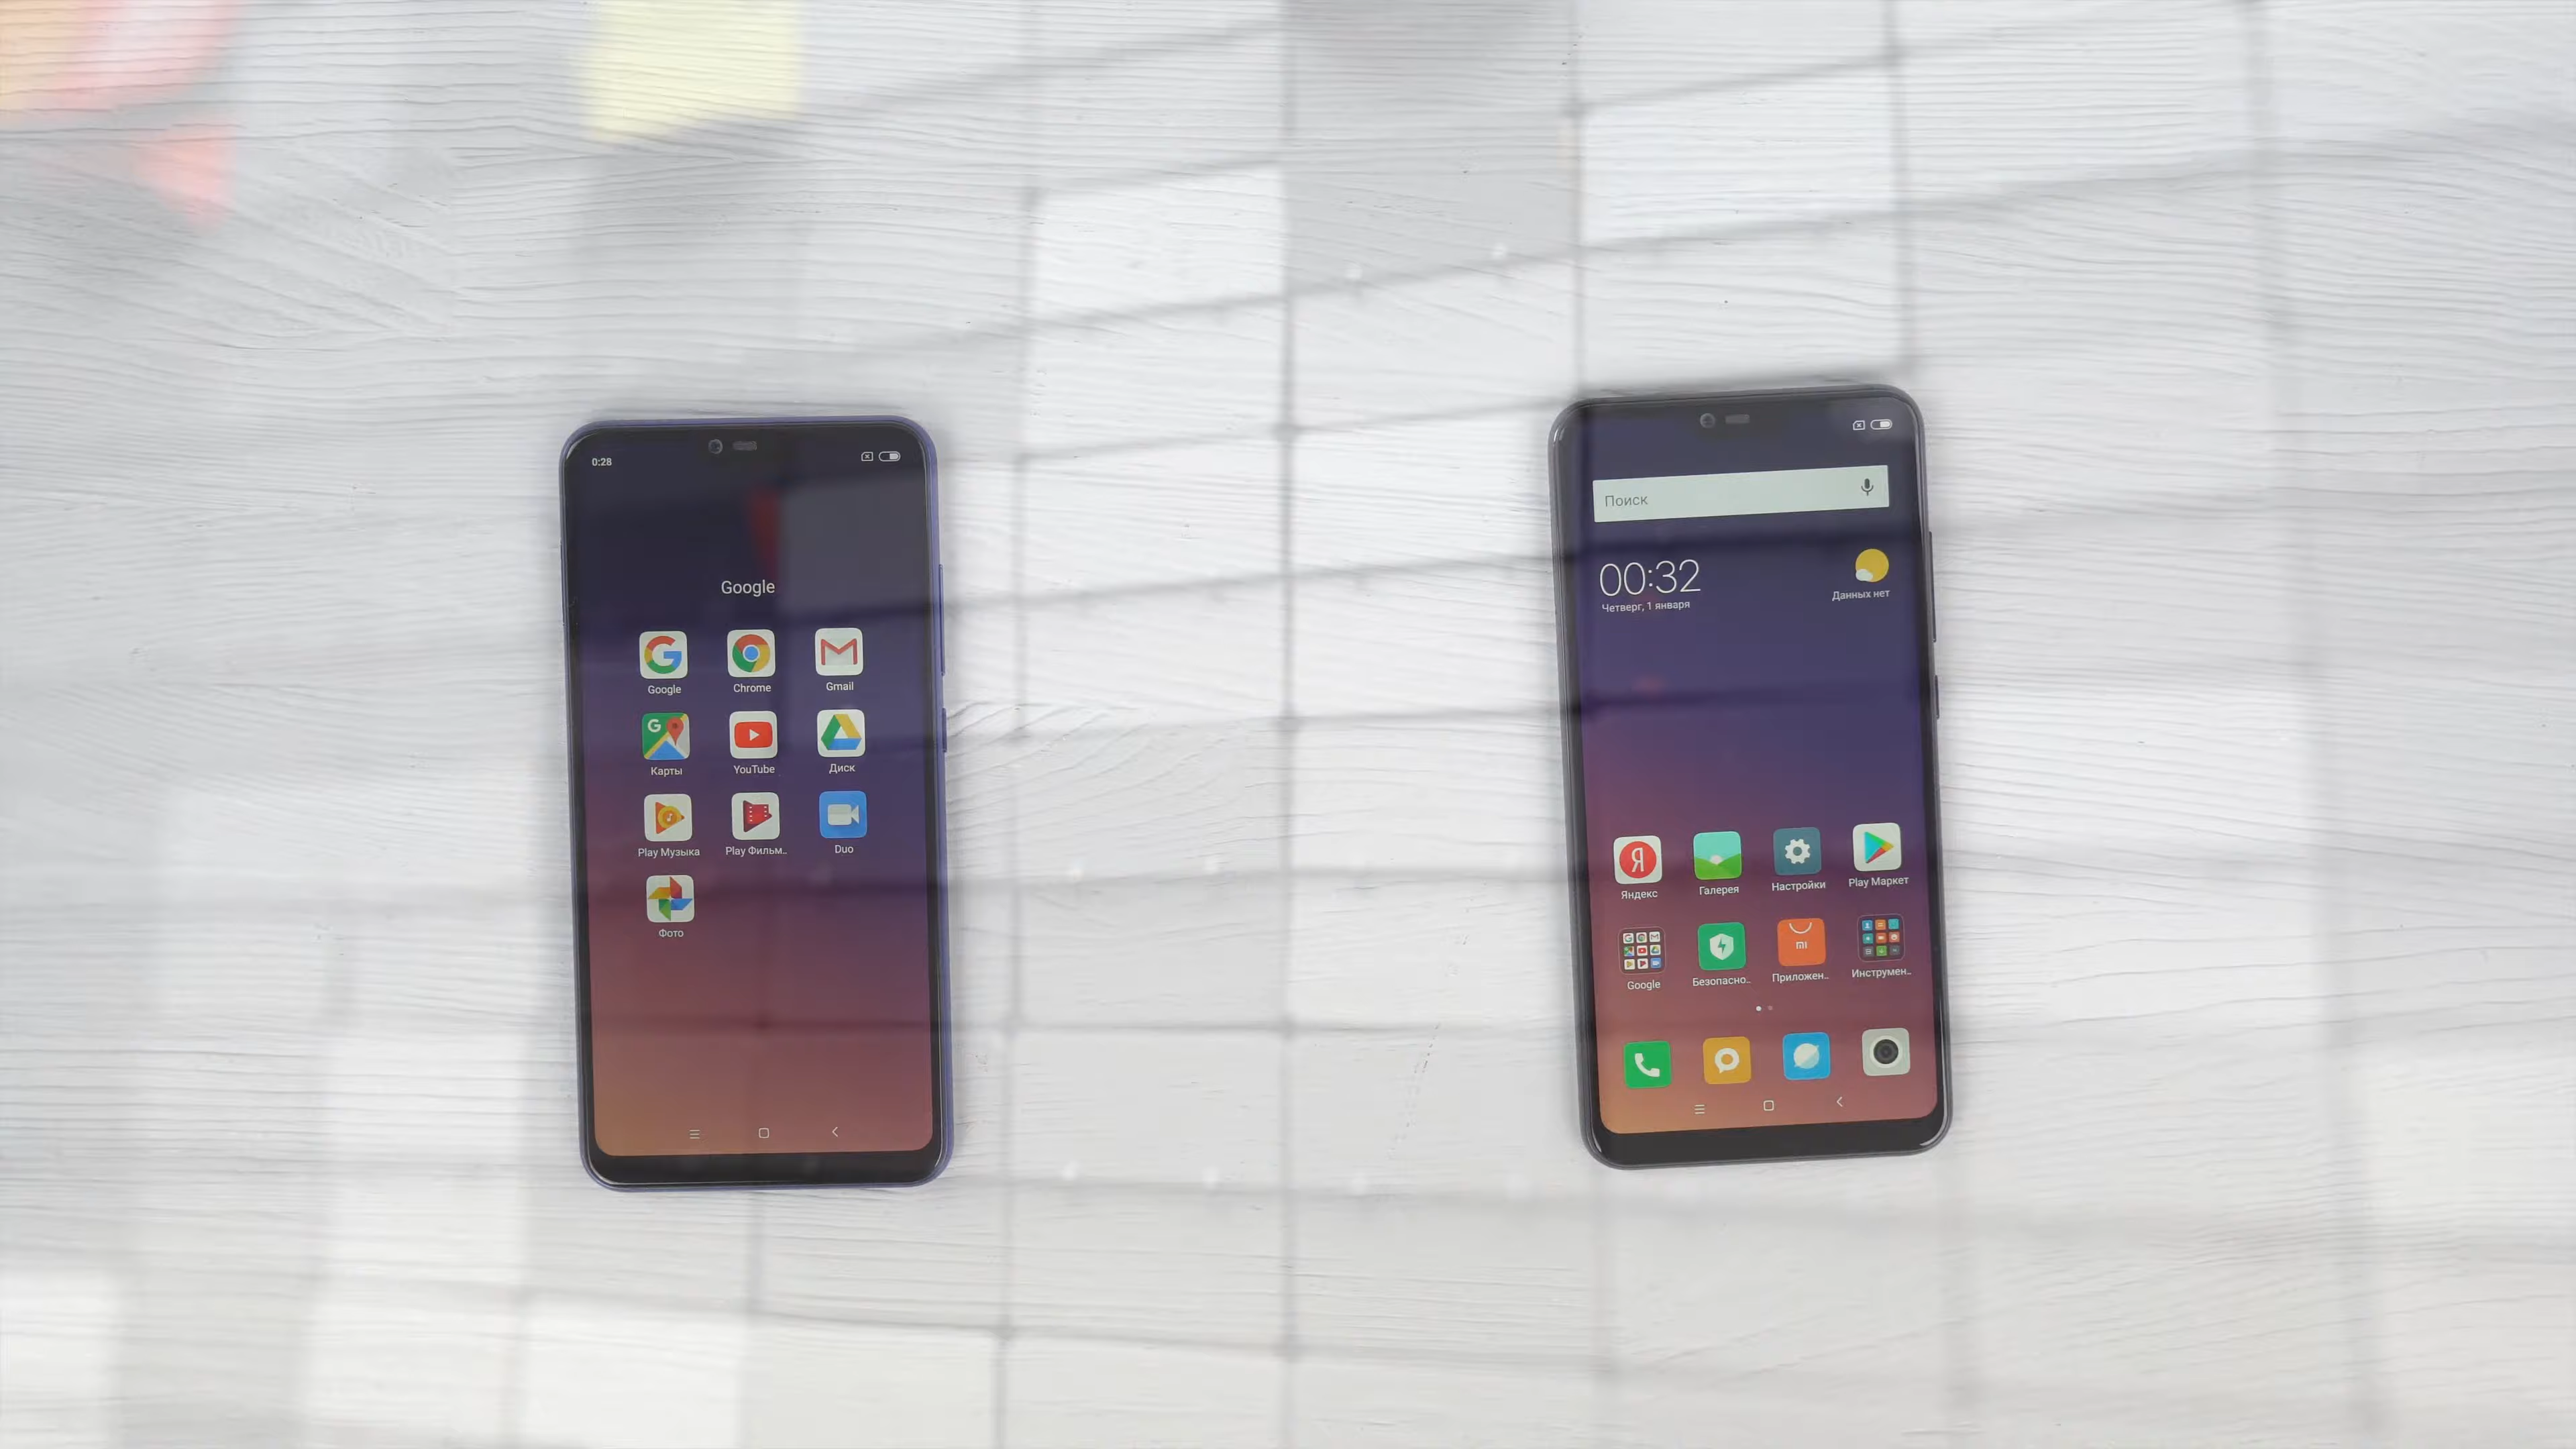 0:28
Google
Google Chrome Gmail
Карты YouTube Диск
Play Музыка Play Фильм.. Duo
Фото
Поиск
00:32
Четверг, 1 января
Данных нет
Яндекс Галерея Настройки Play Маркет
mi
Google Безопасно.. Приложен.. Инструмен..